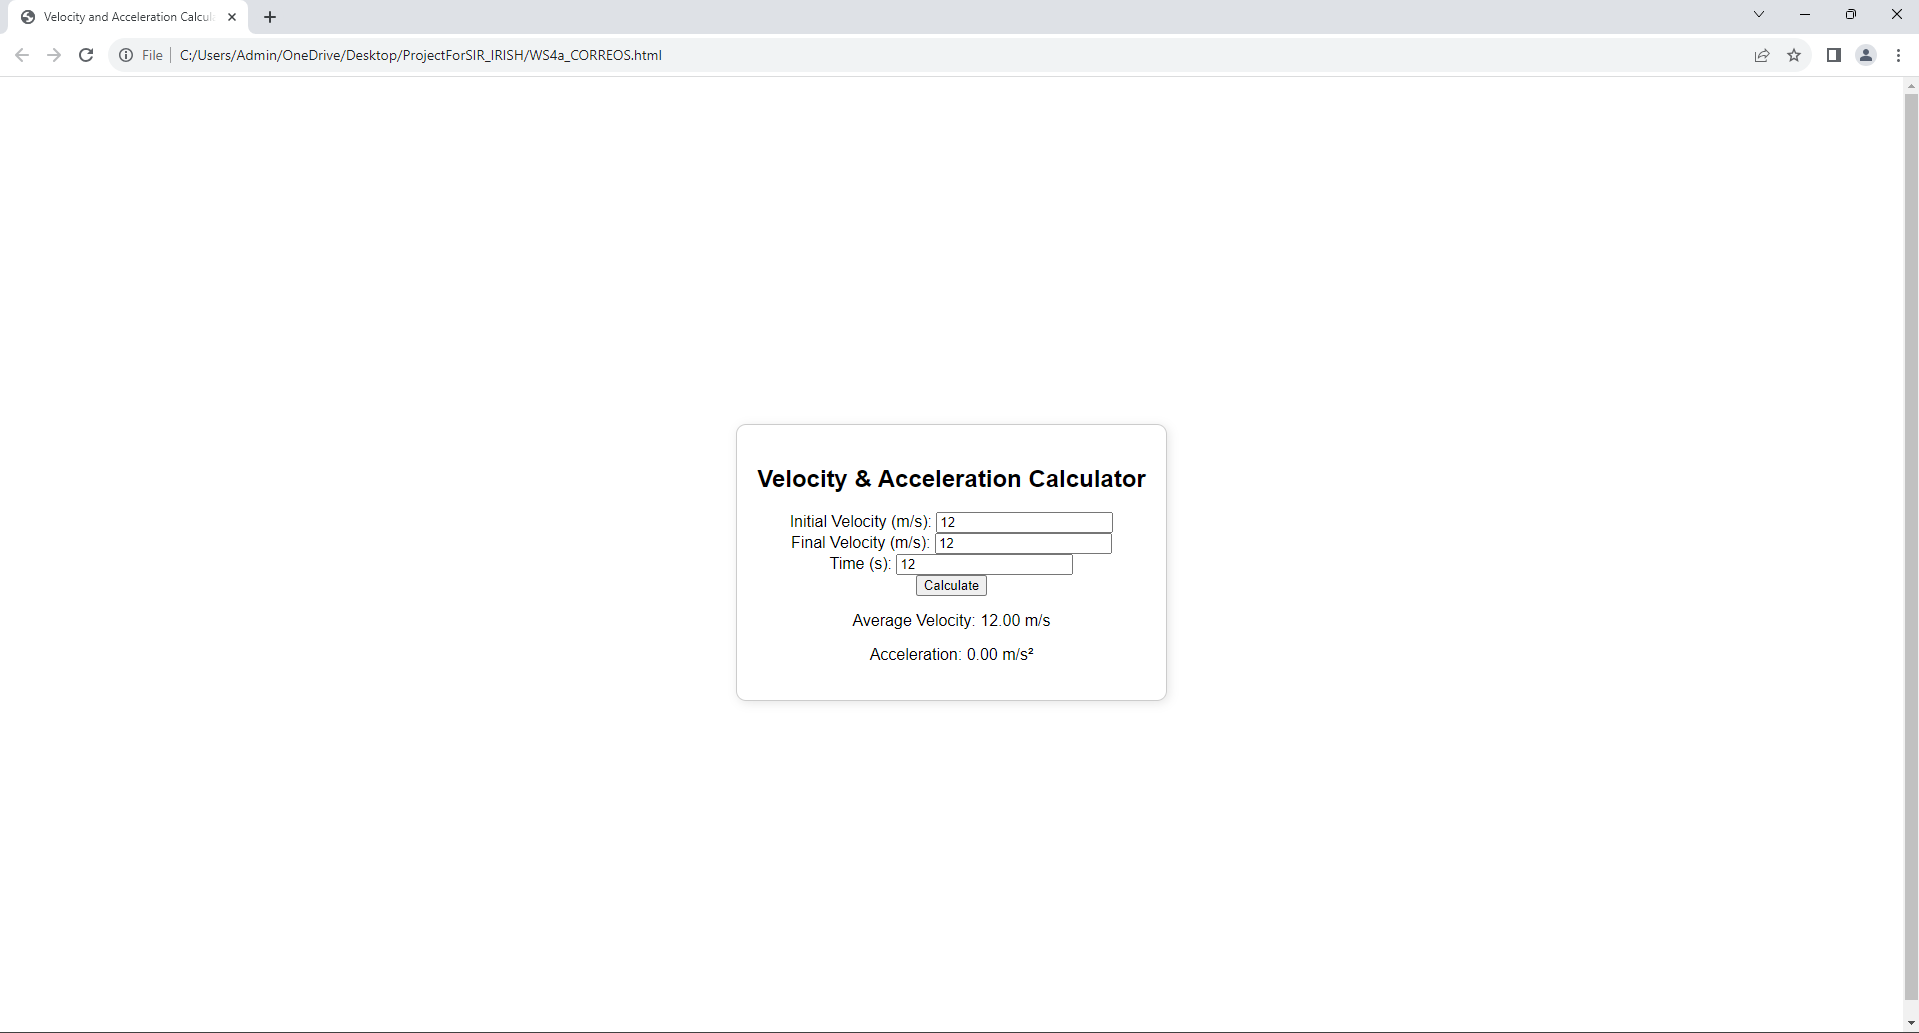 Velocity and Acceleration Calcul
File
C:/Users/Admin/OneDrive/Desktop/ProjectForSIR_IRISH/WS4a_CORREOS.html
Velocity & Acceleration Calculator
Initial Velocity (m/s): 12
Final Velocity (m/s): 12
Time (s): 12
Calculate
Average Velocity: 12.00 m/s
Acceleration: 0.00 m/s²